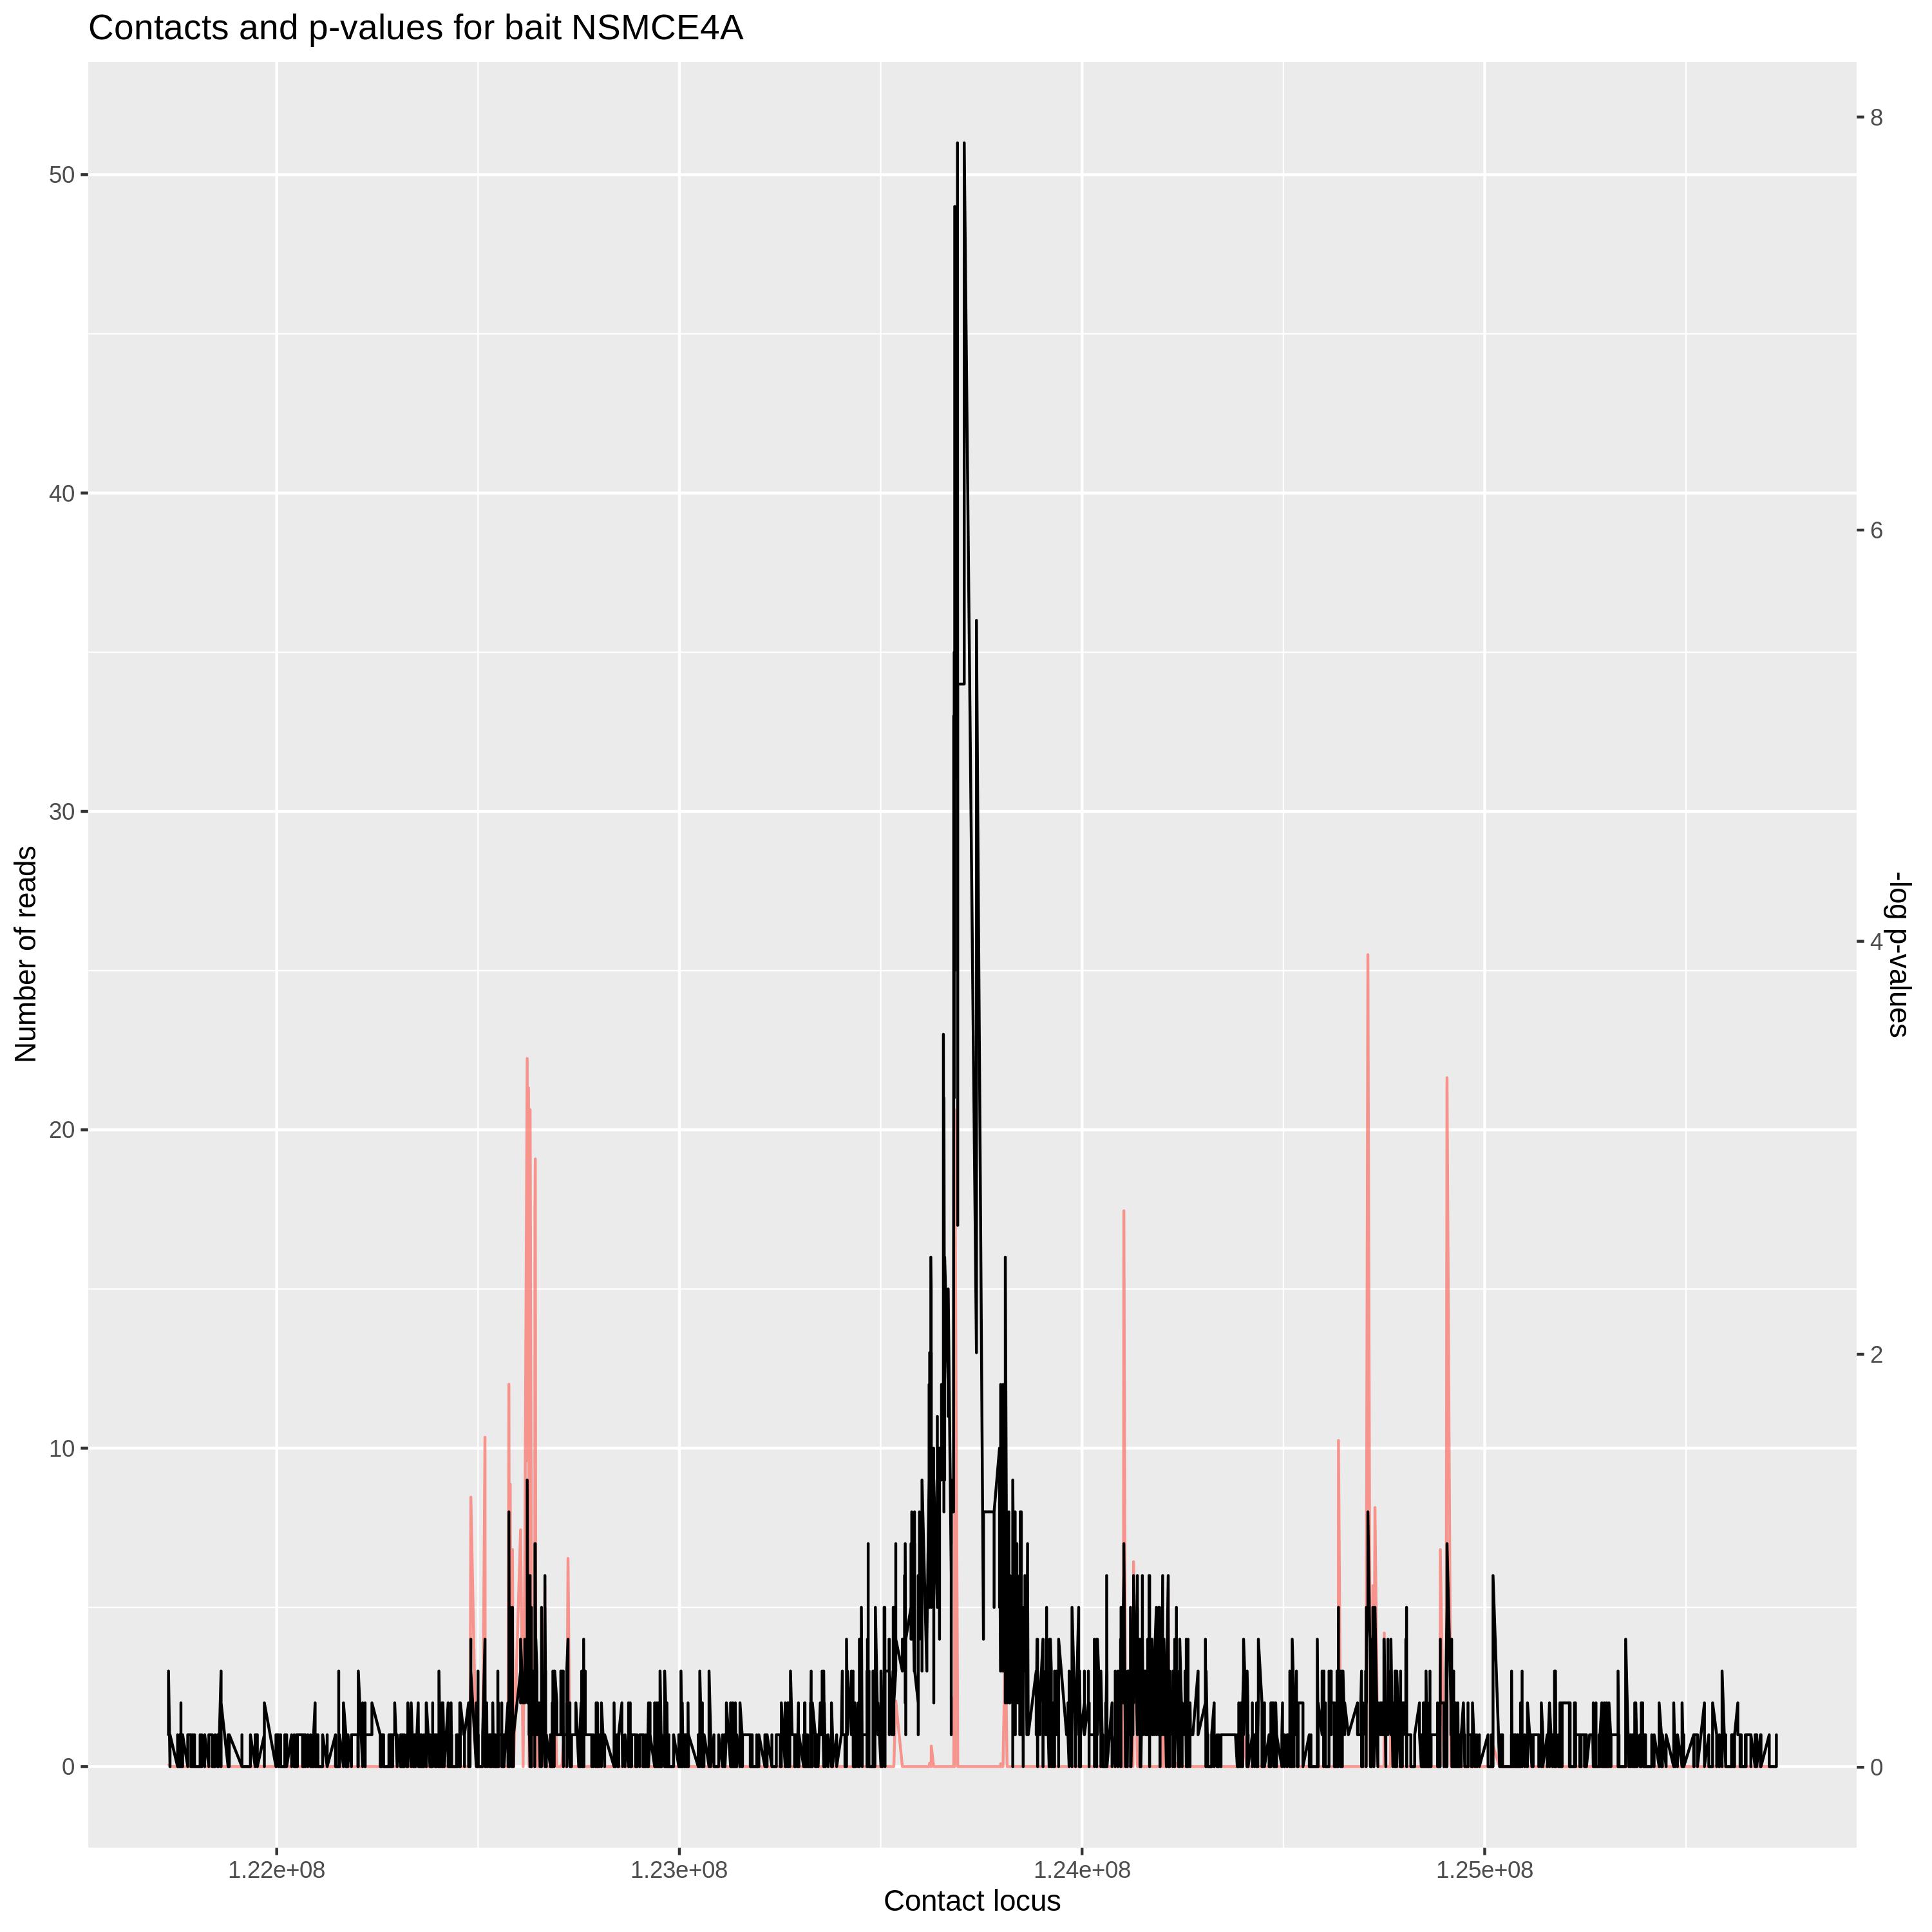 Contacts and p-values for bait NSMCE4A
50
40
30
20
10
0
Number of reads
8
6
4
2
0
-log p-values
1.22e+08 1.23e+08 1.24e+08 1.25e+08
Contact locus